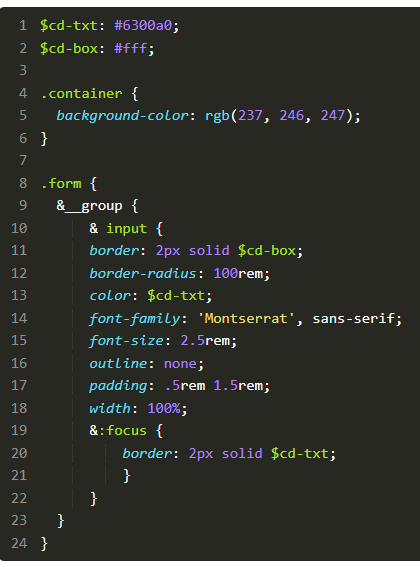 1 $cd-txt: #6300a0;
2 $cd-box: #fff;
3
4 .container {
5   background-color: rgb(237, 246, 247);
6 }
7
8 .form {
9   &__group {
10       & input {
11       border: 2px solid $cd-box;
12       border-radius: 100rem;
13       color: $cd-txt;
14       font-family: 'Montserrat', sans-serif;
15       font-size: 2.5rem;
16       outline: none;
17       padding: .5rem 1.5rem;
18       width: 100%;
19       &:focus {
20           border: 2px solid $cd-txt;
21           }
22       }
23   }
24 }